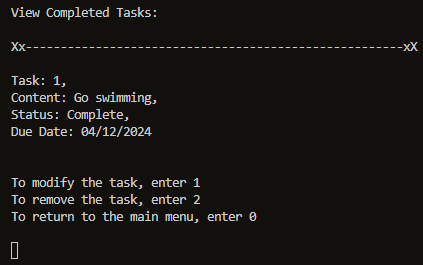 View Completed Tasks:
Xx-------------------------------------------------------xX
Task: 1,
Content: Go swimming,
Status: Complete,
Due Date: 04/12/2024
To modify the task, enter 1
To remove the task, enter 2
To return to the main menu, enter 0